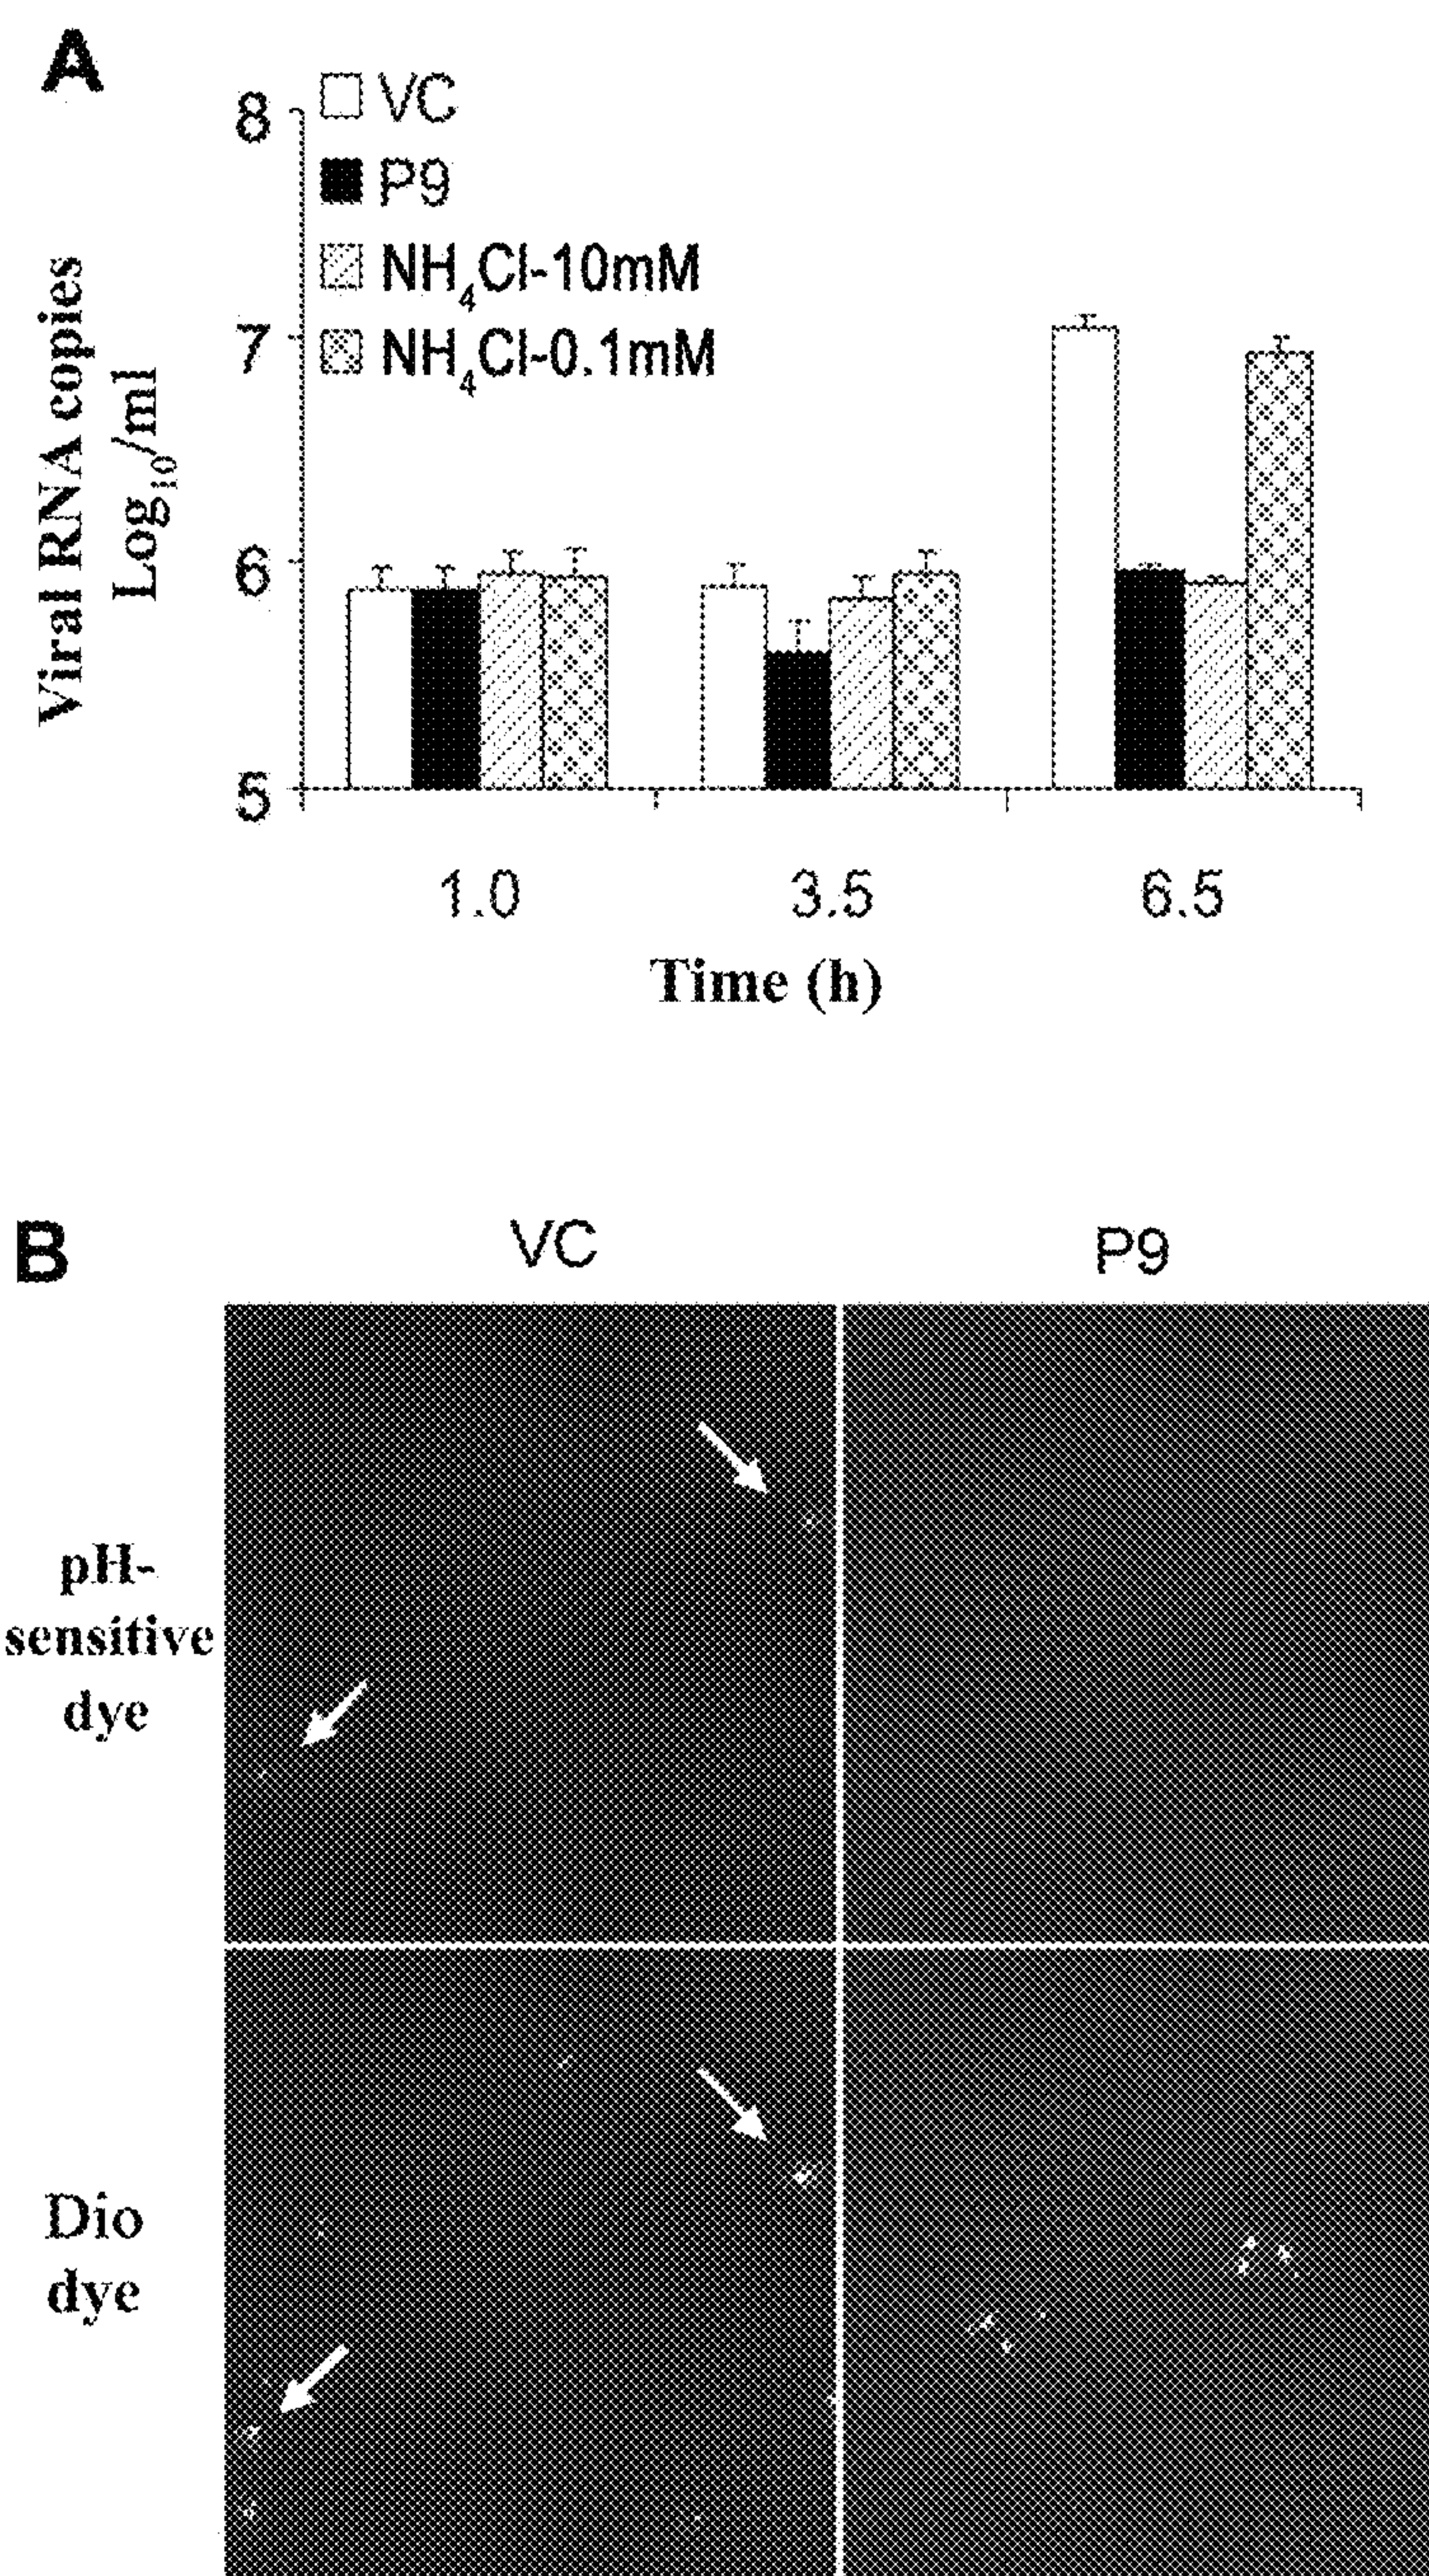 A
8
VC
P9
NH₄Cl-10mM
7
NH₄Cl-0.1mM
6
5
Viral RNA copies
Log₁₀/ml
1.0 3.5 6.5
Time (h)
B
VC P9
pH-
sensitive
dye
Dio
dye